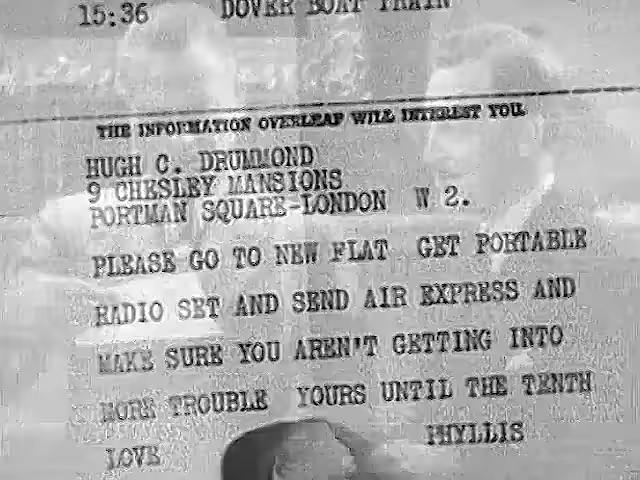 15:36 DOVER BOAT TRAIN
THE INFORMATION OVERLEAF WILL INTEREST YOU.
HUGH C. DRUMMOND
9 CHESLEY MANSIONS
PORTMAN SQUARE-LONDON W 2.
PLEASE GO TO NEW FLAT GET PORTABLE
RADIO SET AND SEND AIR EXPRESS AND
MAKE SURE YOU AREN'T GETTING INTO
MORE TROUBLE YOURS UNTIL THE TENTH
LOVE PHYLLIS